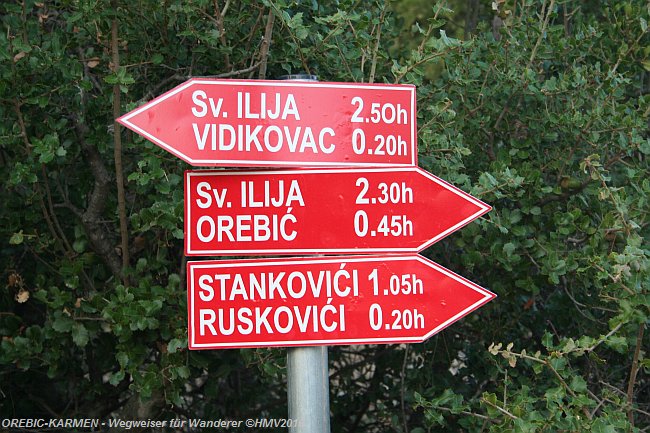 Sv. ILIJA 2.50h
VIDIKOVAC 0.20h
Sv. ILIJA 2.30h
OREBIĆ 0.45h
STANKOVIĆI 1.05h
RUSKOVIĆI 0.20h
OREBIC-KARMEN - Wegweiser für Wanderer ©HMV